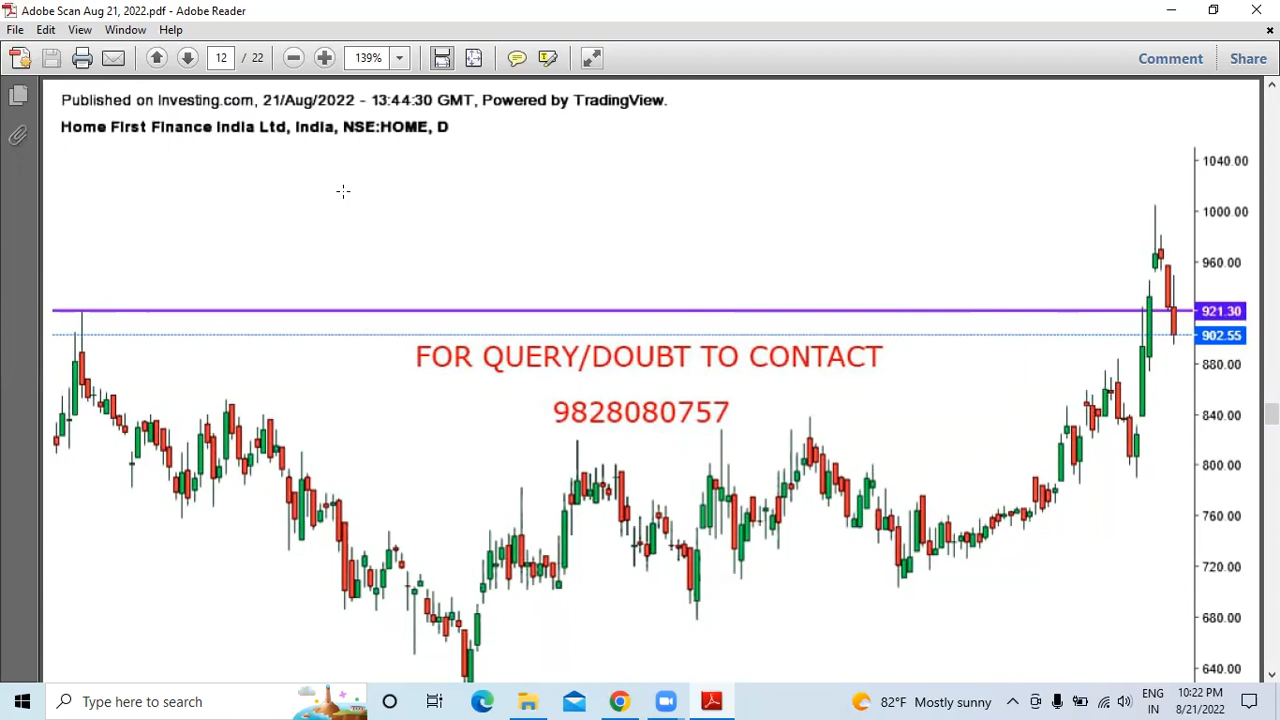 Adobe Scan Aug 21, 2022.pdf - Adobe Reader
File Edit View Window Help
12 / 22 139% Comment Share
Published on Investing.com, 21/Aug/2022 - 13:44:30 GMT, Powered by TradingView.
Home First Finance India Ltd, India, NSE:HOME, D
1040.00
1000.00
960.00
921.30
902.55
FOR QUERY/DOUBT TO CONTACT
880.00
9828080757
840.00
800.00
760.00
720.00
680.00
640.00
Type here to search
82°F Mostly sunny
ENG
IN
10:22 PM
8/21/2022